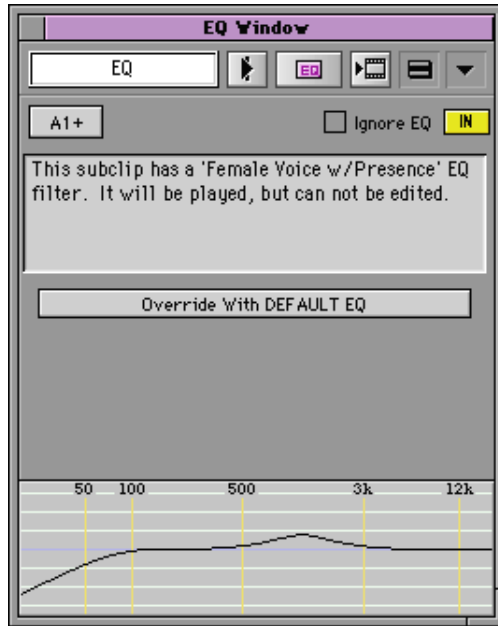 EQ Window
EQ
EQ
A1+
Ignore EQ
IN
This subclip has a 'Female Voice w/Presence' EQ
filter. It will be played, but can not be edited.
Override With DEFAULT EQ
50 100 500 3k 12k